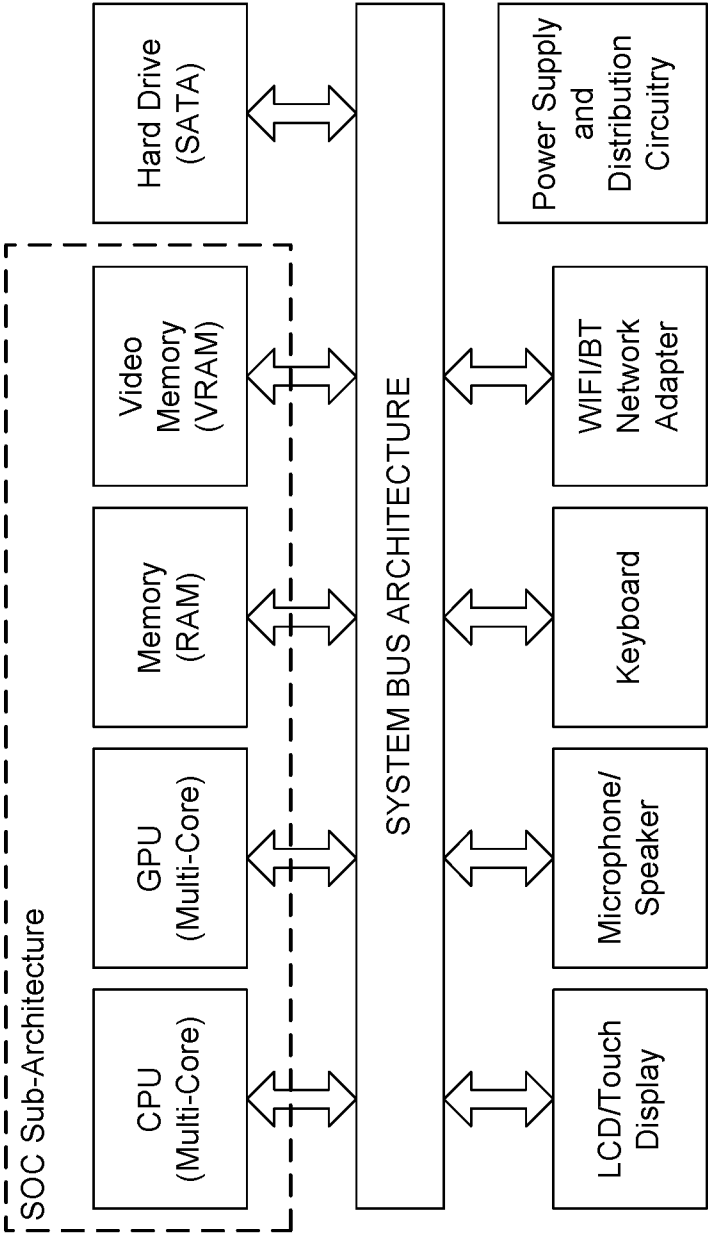 SOC Sub-Architecture
CPU
(Multi-Core)
GPU
(Multi-Core)
Memory
(RAM)
Video
Memory
(VRAM)
Hard Drive
(SATA)
SYSTEM BUS ARCHITECTURE
LCD/Touch
Display
Microphone/
Speaker
Keyboard
WIFI/BT
Network
Adapter
Power Supply
and
Distribution
Circuitry